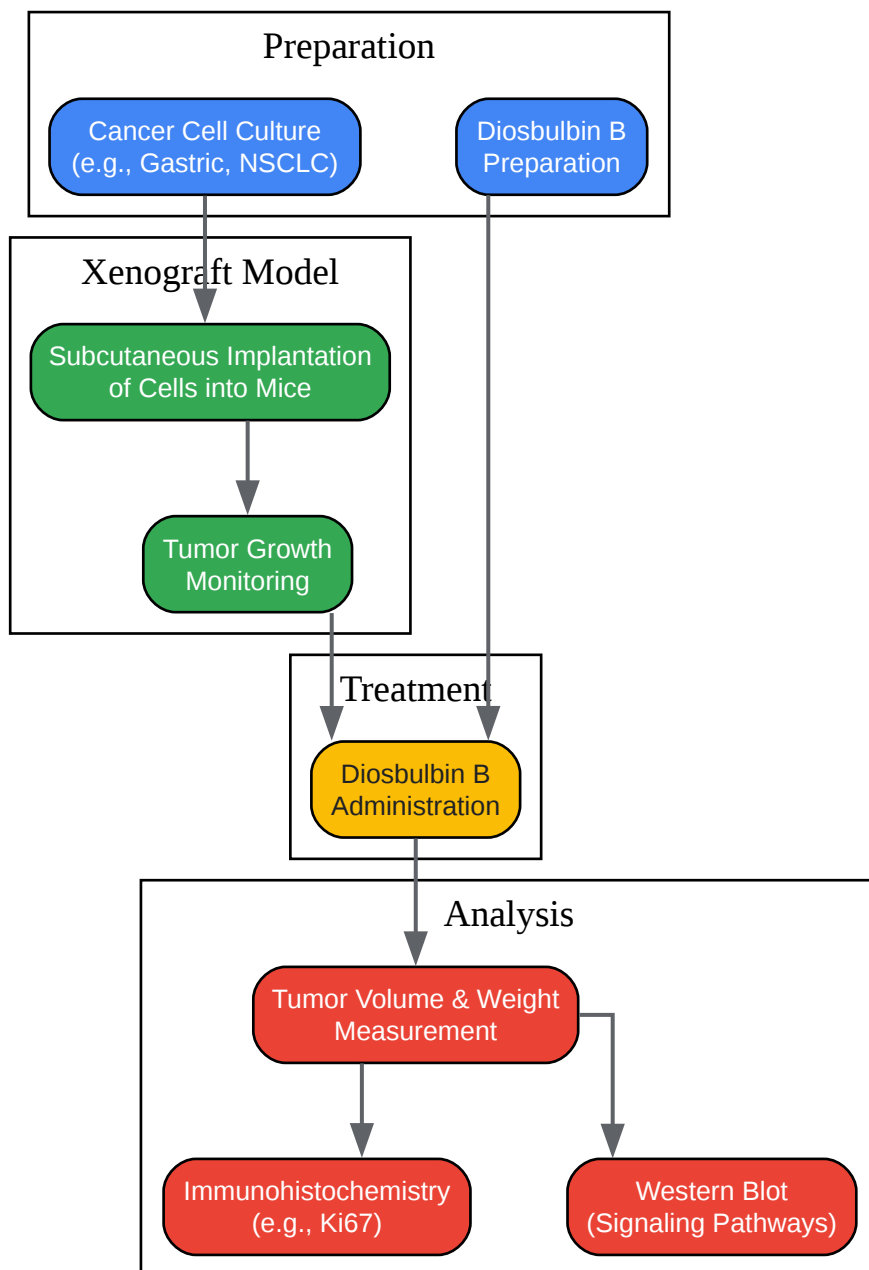 Preparation
Cancer Cell Culture
(e.g., Gastric, NSCLC)
Diosbulbin B
Preparation
Xenograft Model
Subcutaneous Implantation
of Cells into Mice
Tumor Growth
Monitoring
Treatment
Diosbulbin B
Administration
Analysis
Tumor Volume & Weight
Measurement
Immunohistochemistry
(e.g., Ki67)
Western Blot
(Signaling Pathways)